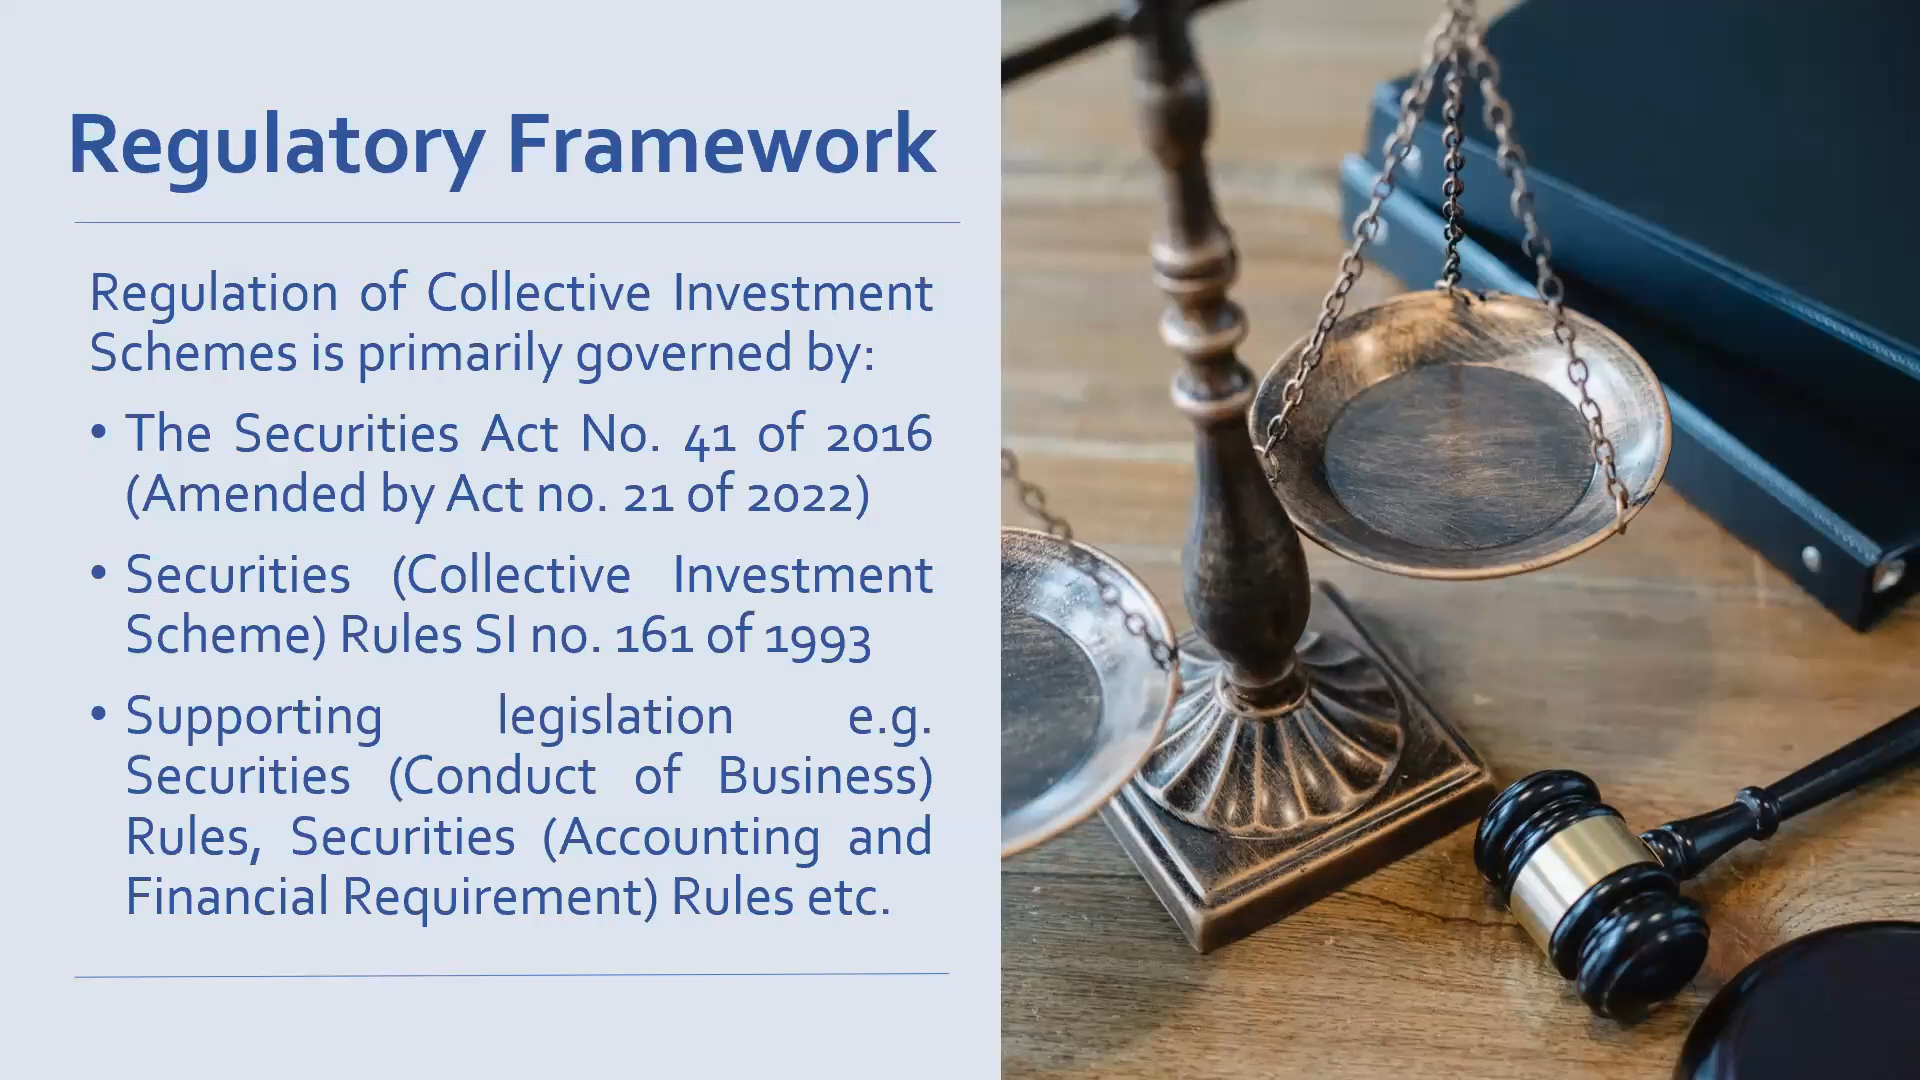 Regulatory Framework
Regulation of Collective Investment
Schemes is primarily governed by:
• The Securities Act No. 41 of 2016
(Amended by Act no. 21 of 2022)
• Securities (Collective Investment
Scheme) Rules SI no. 161 of 1993
• Supporting legislation e.g.
Securities (Conduct of Business)
Rules, Securities (Accounting and
Financial Requirement) Rules etc.